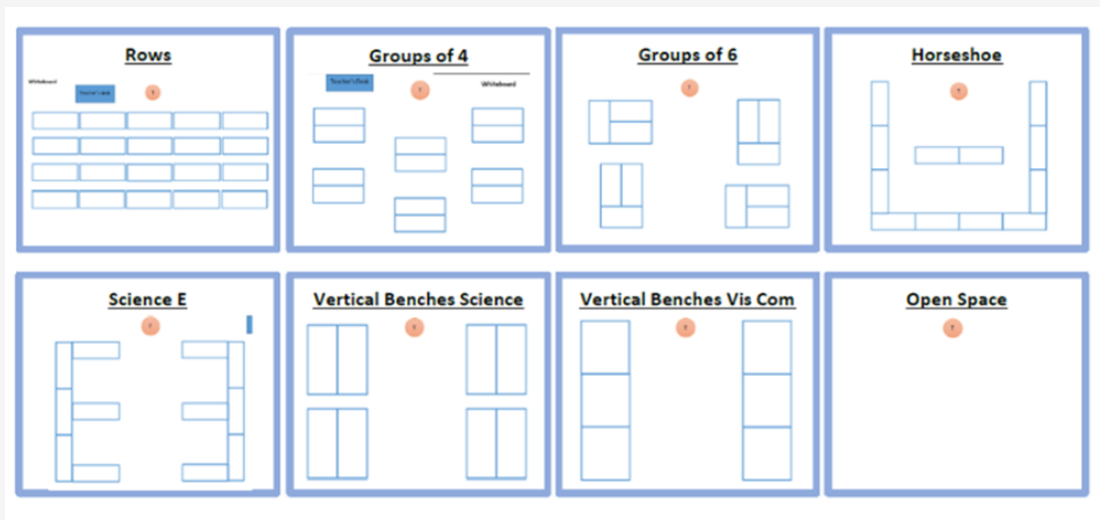 Rows
Whiteboard
Teacher's desk
Groups of 4
Teacher's Desk
Whiteboard
Groups of 6
Horseshoe
Science E
Vertical Benches Science
Vertical Benches Vis Com
Open Space